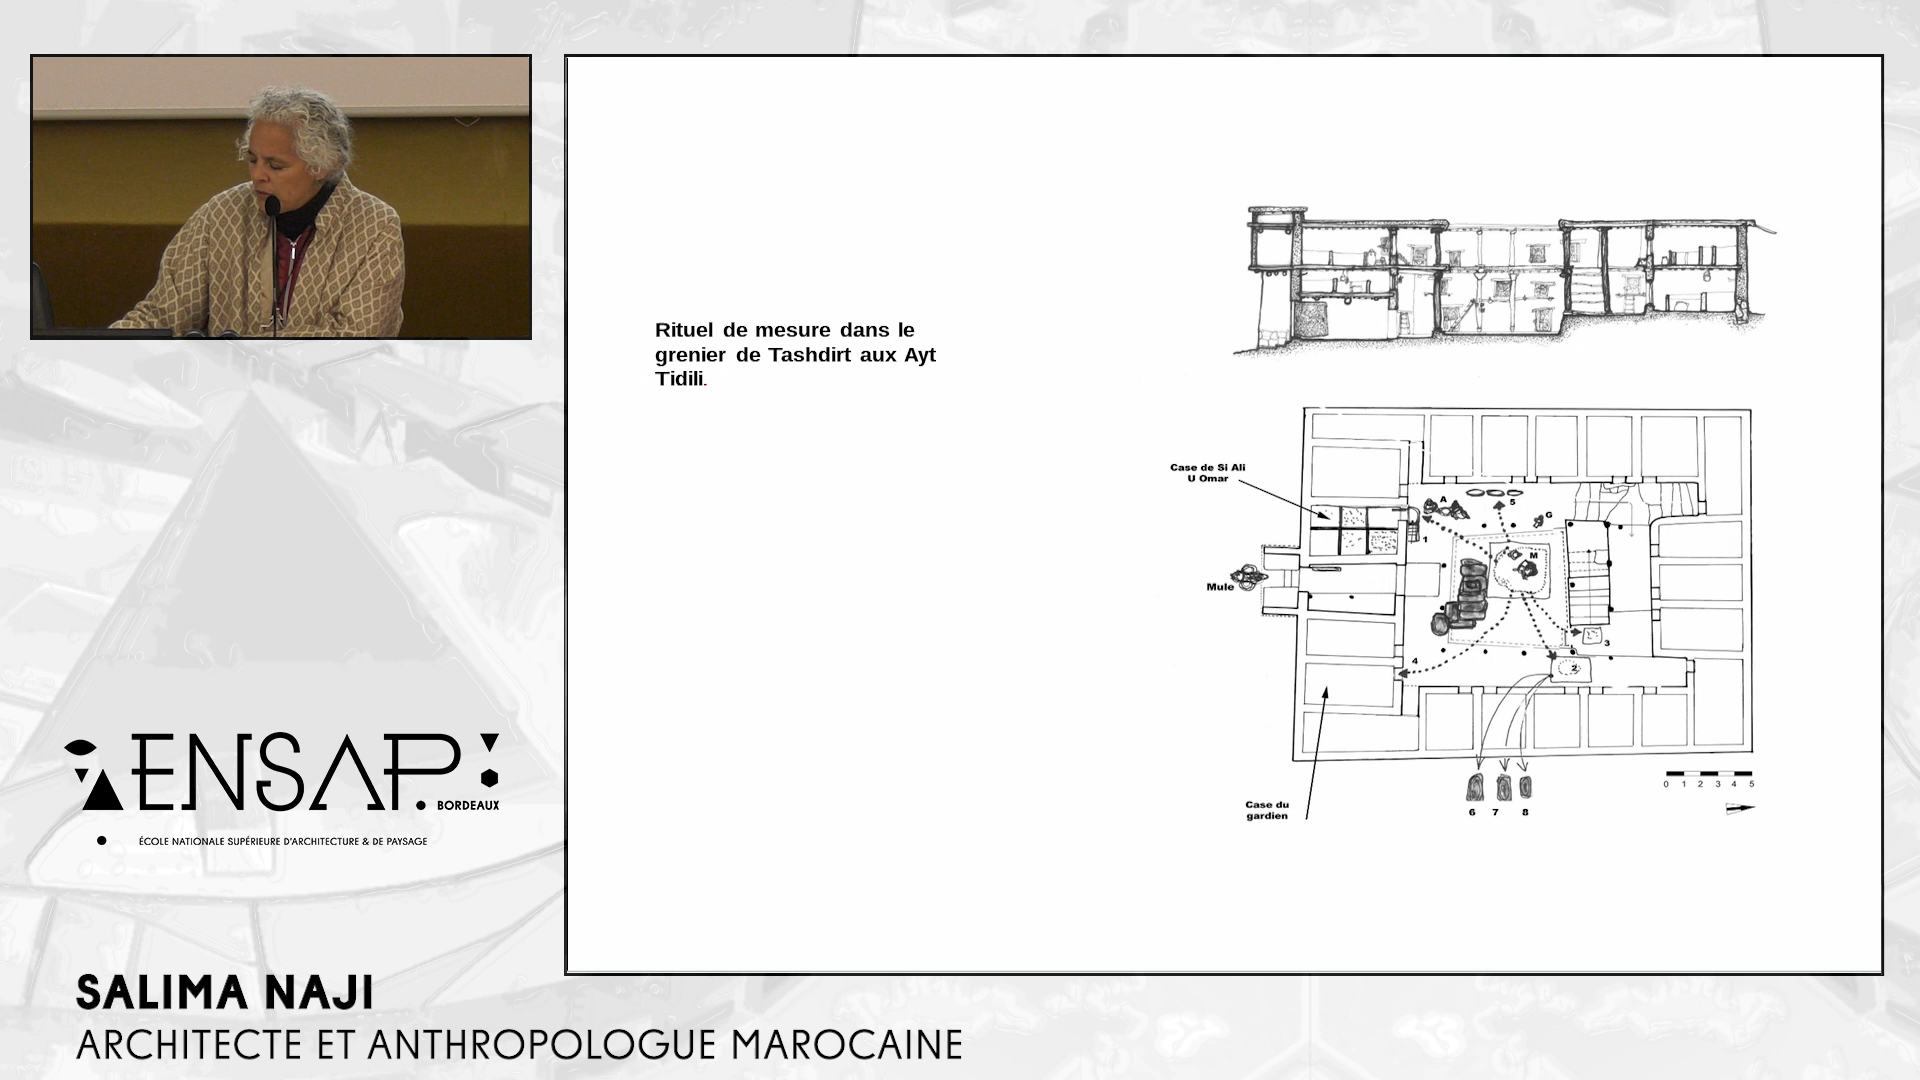 Rituel de mesure dans le
grenier de Tashdirt aux Ayt
Tidili.
Case de Si Ali
U Omar
A
5
G
1
M
Mule
3
4
2
Case du
gardien
6 7 8
0 1 2 3 4 5
ENSAP
BORDEAUX
ÉCOLE NATIONALE SUPÉRIEURE D'ARCHITECTURE & DE PAYSAGE
SALIMA NAJI
ARCHITECTE ET ANTHROPOLOGUE MAROCAINE